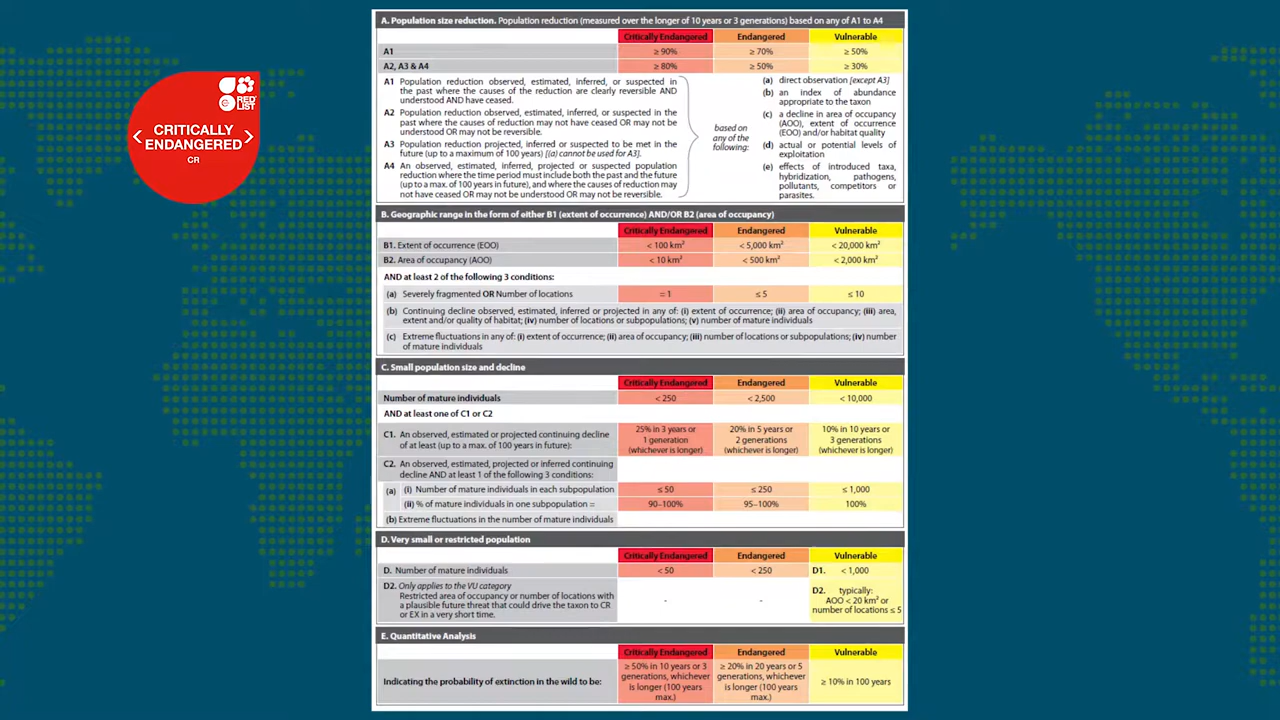 RED
LIST
CRITICALLY
ENDANGERED
CR
A. Population size reduction. Population reduction (measured over the longer of 10 years or 3 generations) based on any of A1 to A4
Critically Endangered Endangered Vulnerable
A1 ≥ 90% ≥ 70% ≥ 50%
A2, A3 & A4 ≥ 80% ≥ 50% ≥ 30%
A1 Population reduction observed, estimated, inferred, or suspected in
the past where the causes of the reduction are clearly reversible AND
understood AND have ceased.
A2 Population reduction observed, estimated, inferred, or suspected in the
past where the causes of reduction may not have ceased OR may not be
understood OR may not be reversible.
A3 Population reduction projected, inferred or suspected to be met in the
future (up to a maximum of 100 years) [(a) cannot be used for A3].
A4 An observed, estimated, inferred, projected or suspected population
reduction where the time period must include both the past and the future
(up to a max. of 100 years in future), and where the causes of reduction may
not have ceased OR may not be understood OR may not be reversible.
based on
any of the
following:
(a) direct observation [except A3]
(b) an index of abundance
appropriate to the taxon
(c) a decline in area of occupancy
(AOO), extent of occurrence
(EOO) and/or habitat quality
(d) actual or potential levels of
exploitation
(e) effects of introduced taxa,
hybridization, pathogens,
pollutants, competitors or
parasites.
B. Geographic range in the form of either B1 (extent of occurrence) AND/OR B2 (area of occupancy)
Critically Endangered Endangered Vulnerable
B1. Extent of occurrence (EOO) < 100 km² < 5,000 km² < 20,000 km²
B2. Area of occupancy (AOO) < 10 km² < 500 km² < 2,000 km²
AND at least 2 of the following 3 conditions:
(a) Severely fragmented OR Number of locations = 1 ≤ 5 ≤ 10
(b) Continuing decline observed, estimated, inferred or projected in any of: (i) extent of occurrence; (ii) area of occupancy; (iii) area,
extent and/or quality of habitat; (iv) number of locations or subpopulations; (v) number of mature individuals
(c) Extreme fluctuations in any of: (i) extent of occurrence; (ii) area of occupancy; (iii) number of locations or subpopulations; (iv) number
of mature individuals
C. Small population size and decline
Critically Endangered Endangered Vulnerable
Number of mature individuals < 250 < 2,500 < 10,000
AND at least one of C1 or C2
C1. An observed, estimated or projected continuing decline
of at least (up to a max. of 100 years in future):
25% in 3 years or
1 generation
(whichever is longer)
20% in 5 years or
2 generations
(whichever is longer)
10% in 10 years or
3 generations
(whichever is longer)
C2. An observed, estimated, projected or inferred continuing
decline AND at least 1 of the following 3 conditions:
(a) (i) Number of mature individuals in each subpopulation ≤ 50 ≤ 250 ≤ 1,000
(ii) % of mature individuals in one subpopulation = 90–100% 95–100% 100%
(b) Extreme fluctuations in the number of mature individuals
D. Very small or restricted population
Critically Endangered Endangered Vulnerable
D. Number of mature individuals < 50 < 250 D1. < 1,000
D2. Only applies to the VU category
Restricted area of occupancy or number of locations with
a plausible future threat that could drive the taxon to CR
or EX in a very short time.
- -
D2. typically:
AOO < 20 km² or
number of locations ≤ 5
E. Quantitative Analysis
Critically Endangered Endangered Vulnerable
Indicating the probability of extinction in the wild to be:
≥ 50% in 10 years or 3
generations, whichever
is longer (100 years
max.)
≥ 20% in 20 years or 5
generations, whichever
is longer (100 years
max.)
≥ 10% in 100 years